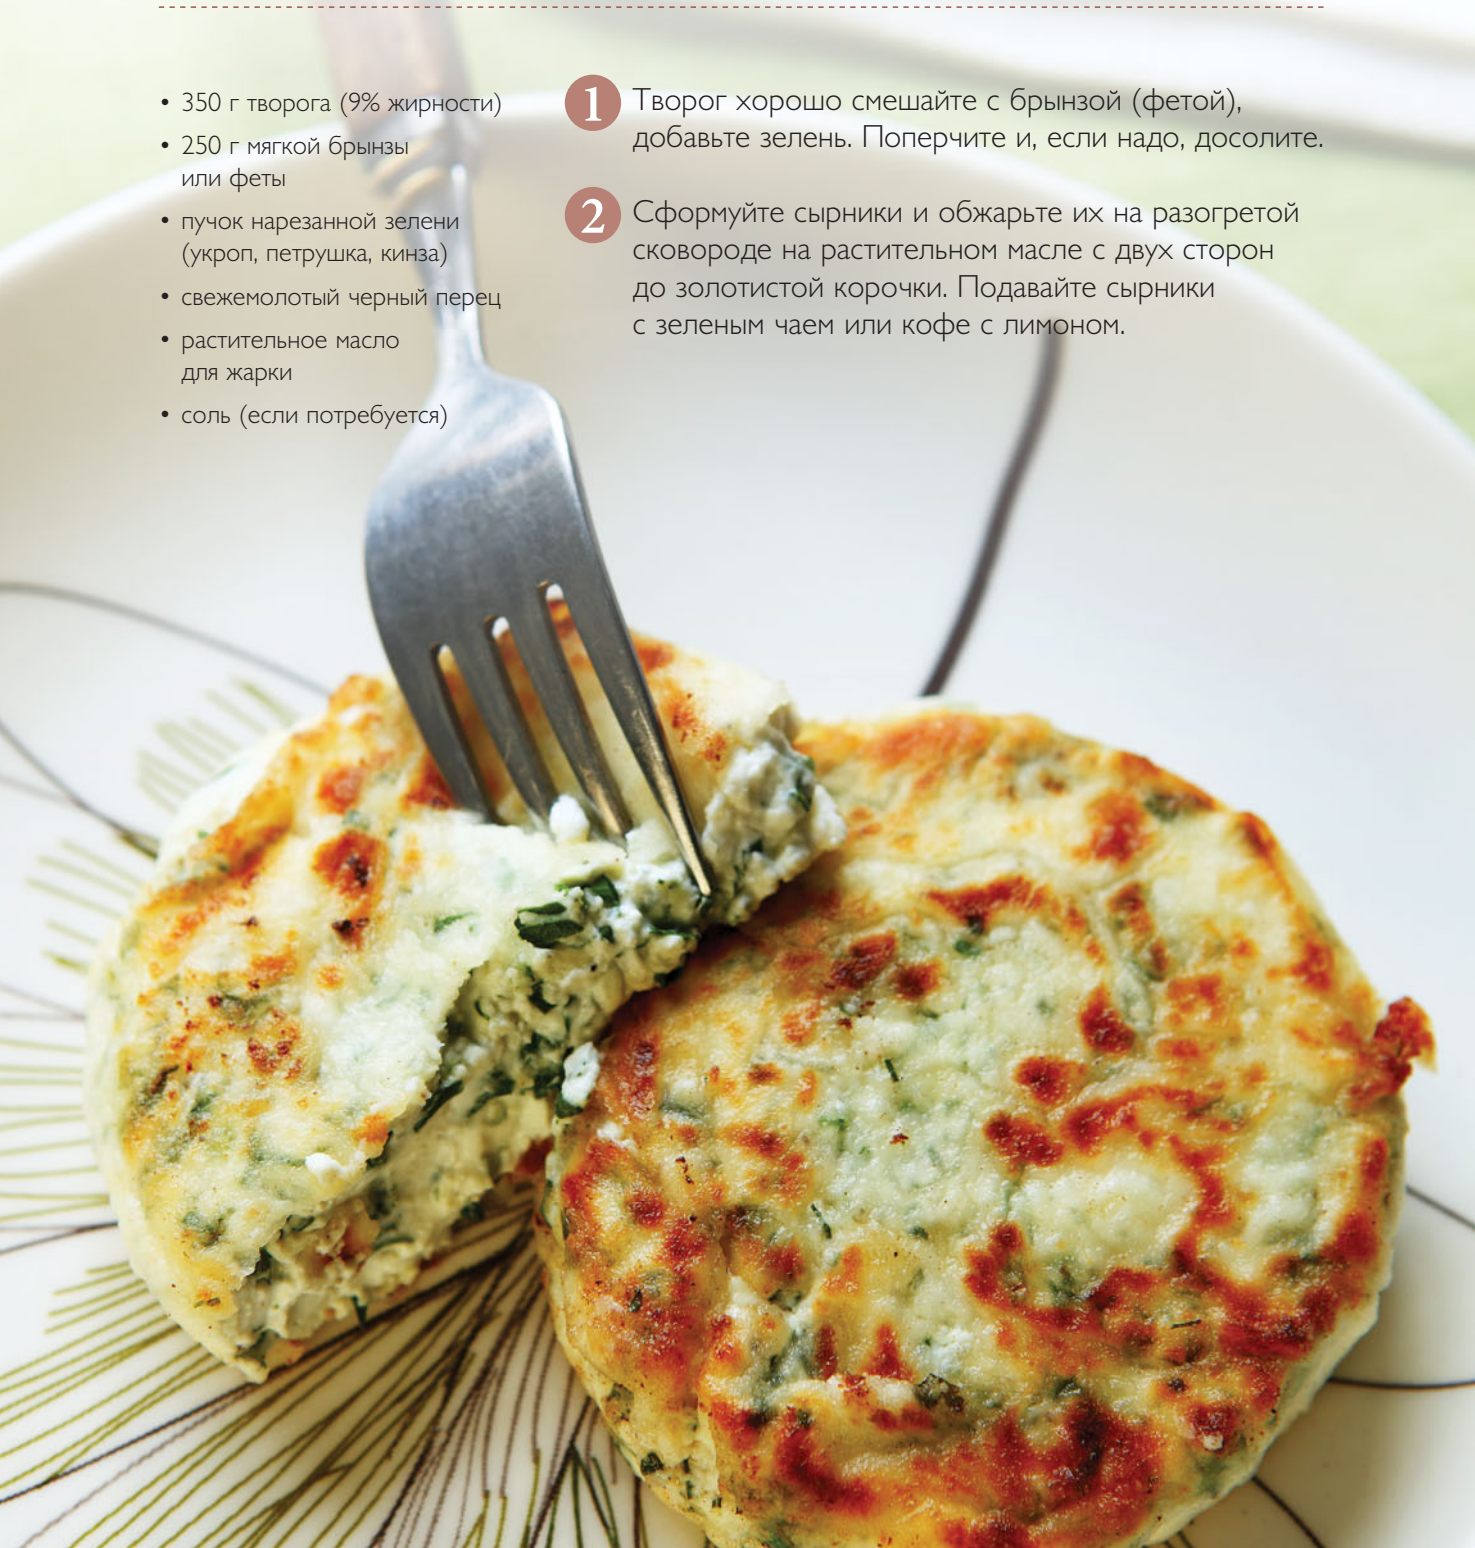 • 350 г творога (9% жирности)
• 250 г мягкой брынзы
или феты
• пучок нарезанной зелени
(укроп, петрушка, кинза)
• свежемолотый черный перец
• растительное масло
для жарки
• соль (если потребуется)
1 Творог хорошо смешайте с брынзой (фетой),
добавьте зелень. Поперчите и, если надо, досолите.
2 Сформуйте сырники и обжарьте их на разогретой
сковороде на растительном масле с двух сторон
до золотистой корочки. Подавайте сырники
с зеленым чаем или кофе с лимоном.